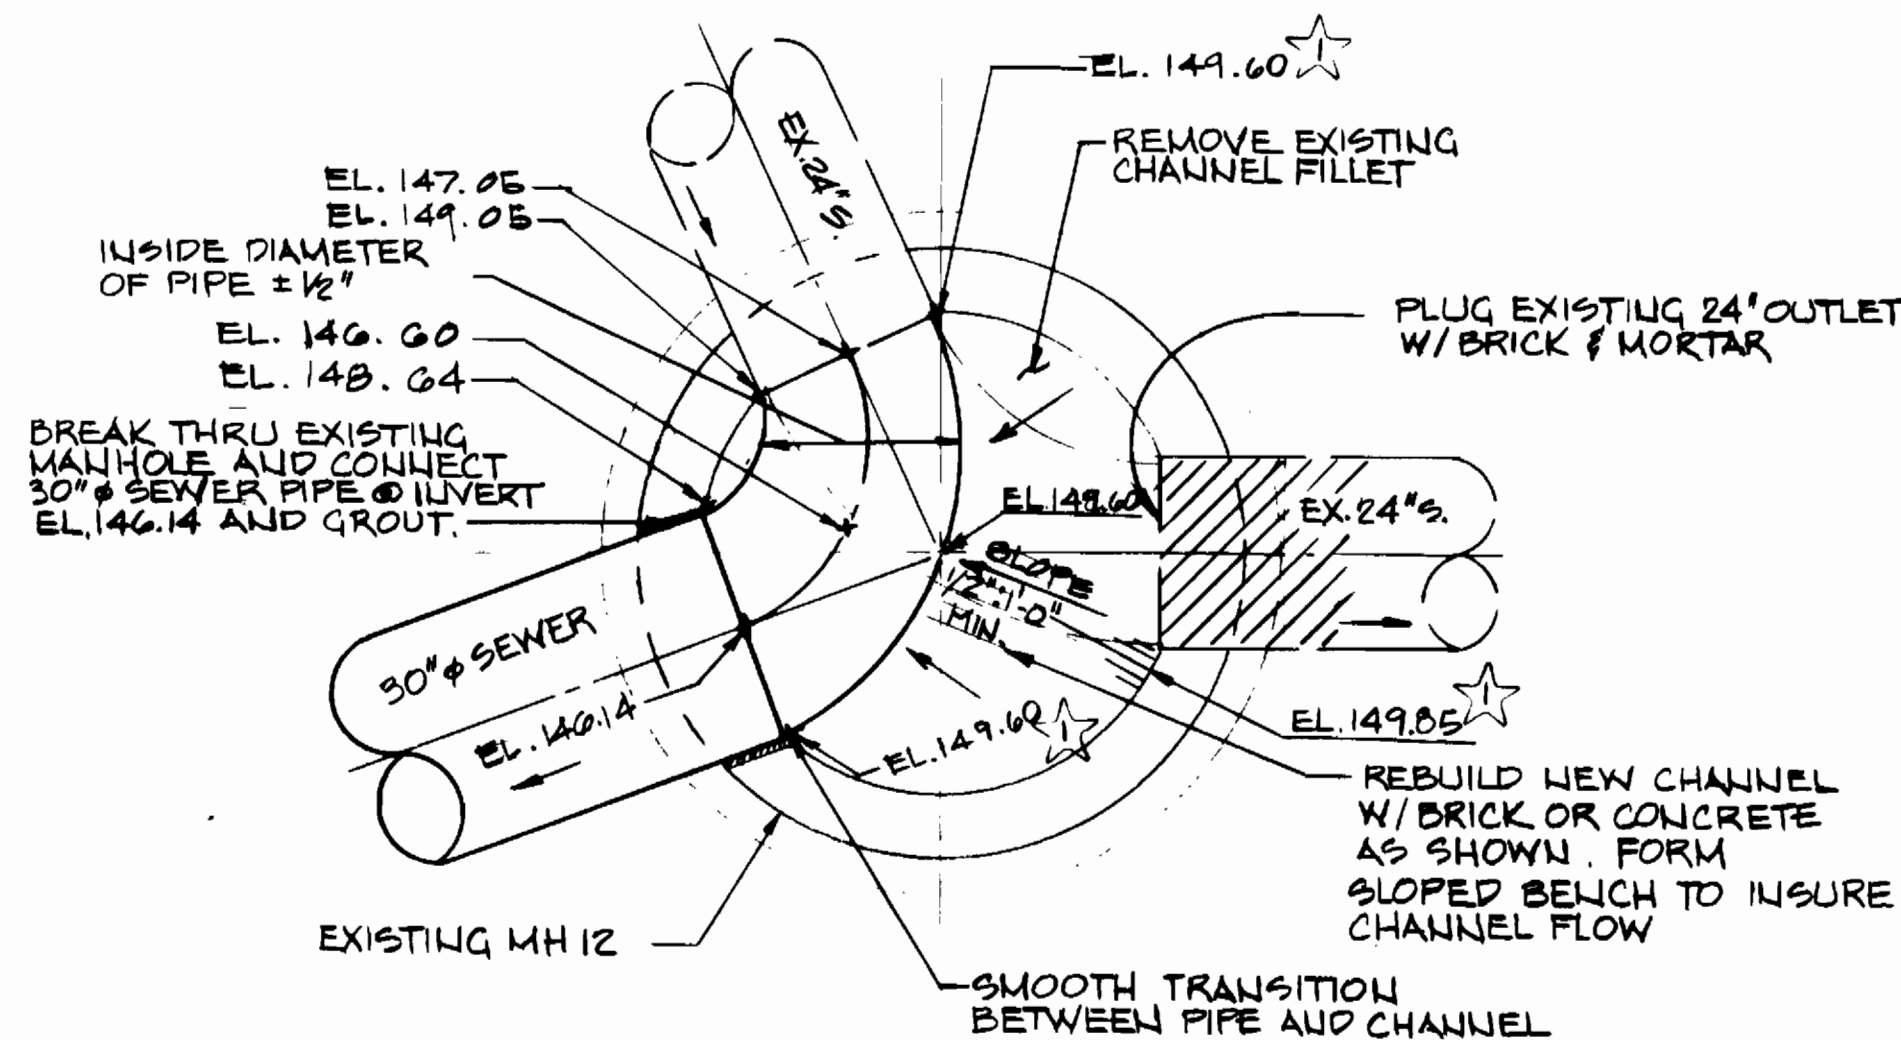 EL. 149.60 1
REMOVE EXISTING
CHANNEL FILLET
EX. 24" S.
EL. 147.05
EL. 149.05
INSIDE DIAMETER
OF PIPE ± 1/2"
EL. 146.60
EL. 148.64
BREAK THRU EXISTING
MANHOLE AND CONNECT
30" φ SEWER PIPE @ INVERT
EL. 146.14 AND GROUT.
PLUG EXISTING 24" OUTLET
W/ BRICK & MORTAR
EL. 149.60
EX. 24" S.
SLOPE
1/2":1'-0"
MIN.
30" φ SEWER
EL. 146.14
EL. 149.60 1
EL. 149.85 1
REBUILD NEW CHANNEL
W/ BRICK OR CONCRETE
AS SHOWN. FORM
SLOPED BENCH TO INSURE
CHANNEL FLOW
EXISTING MH 12
SMOOTH TRANSITION
BETWEEN PIPE AND CHANNEL